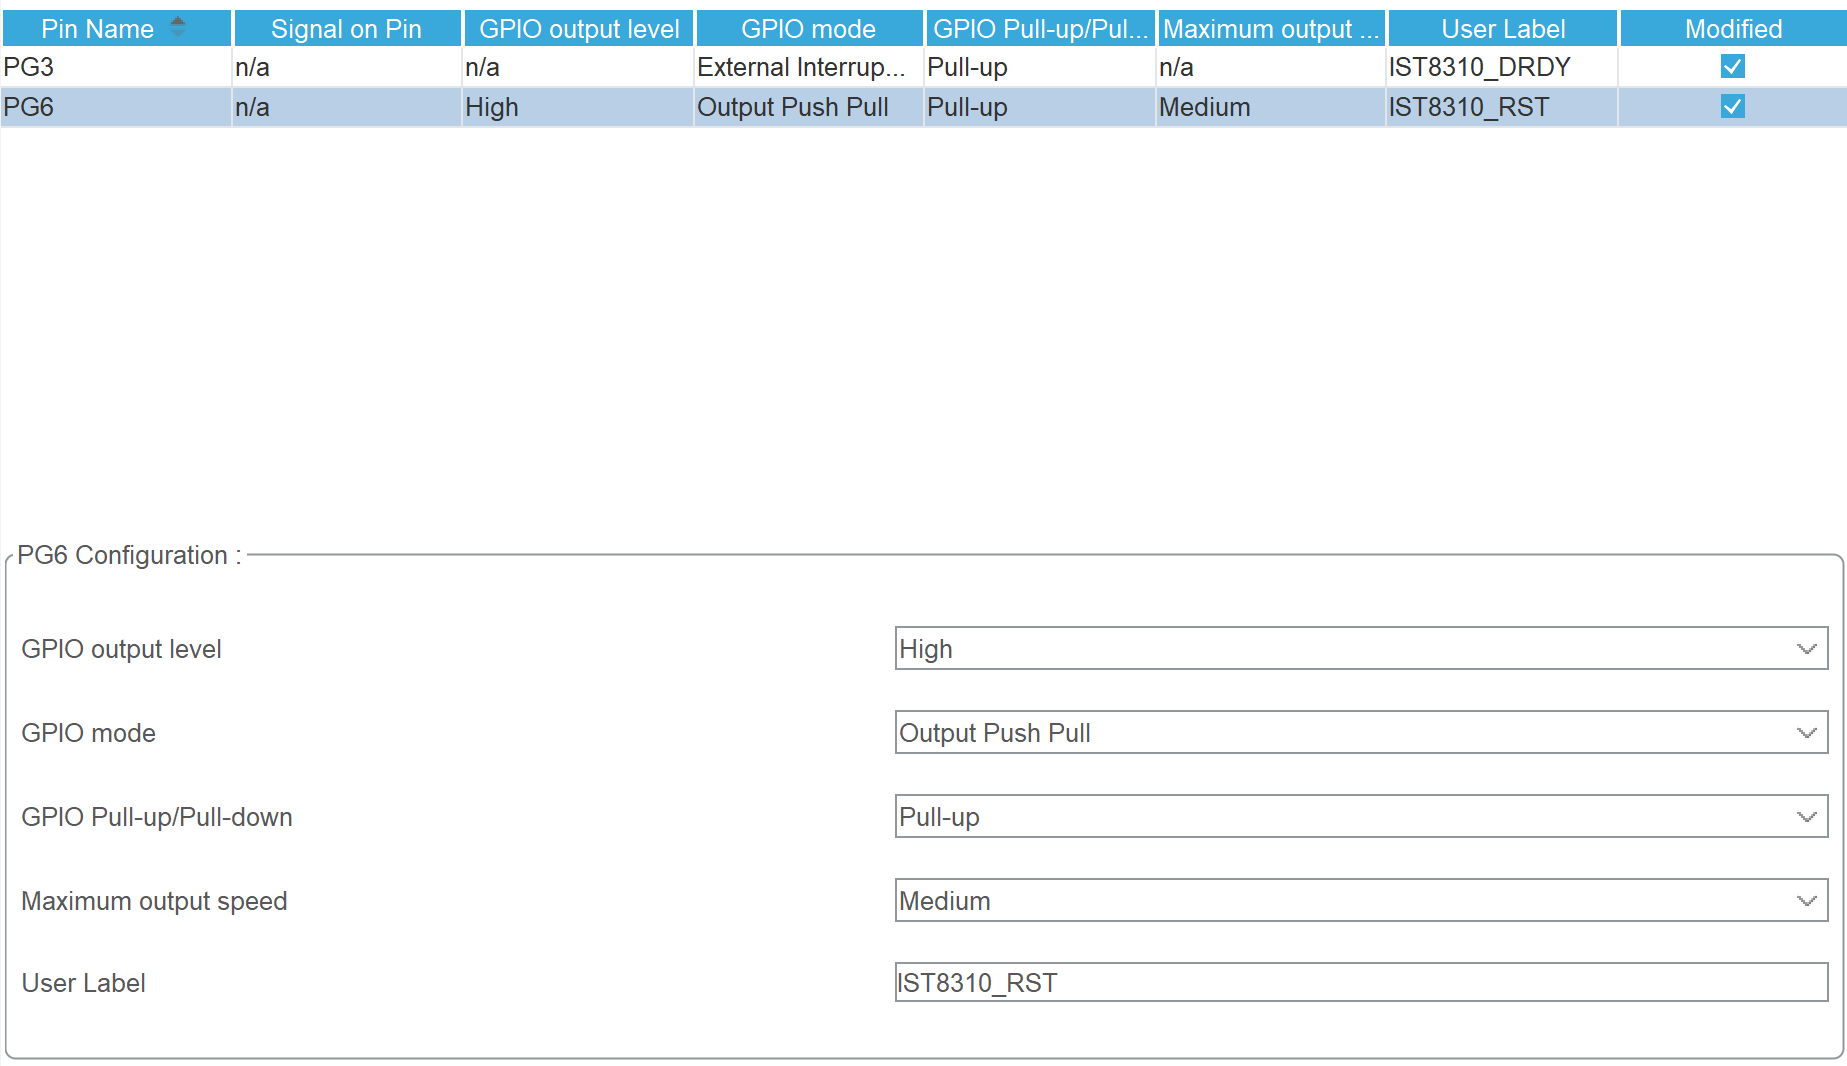 Pin Name Signal on Pin GPIO output level GPIO mode GPIO Pull-up/Pul... Maximum output ... User Label Modified
PG3 n/a n/a External Interrup... Pull-up n/a IST8310_DRDY
PG6 n/a High Output Push Pull Pull-up Medium IST8310_RST
PG6 Configuration :
GPIO output level High
GPIO mode Output Push Pull
GPIO Pull-up/Pull-down Pull-up
Maximum output speed Medium
User Label IST8310_RST